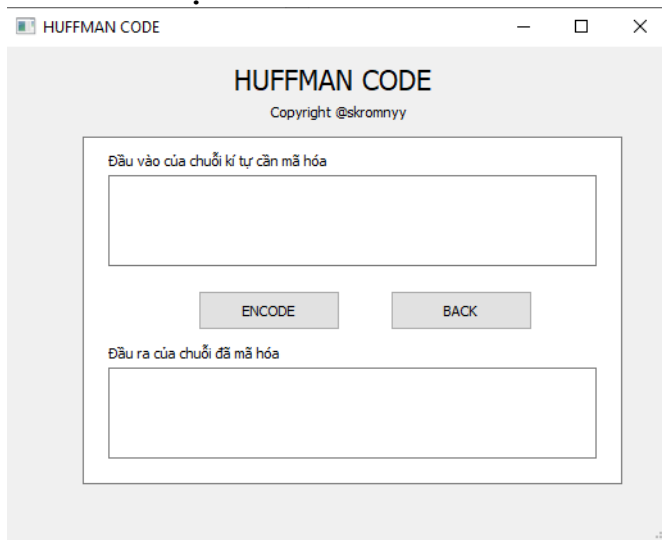 HUFFMAN CODE
HUFFMAN CODE
Copyright @skromnyy
Đầu vào của chuỗi kí tự cần mã hóa
ENCODE BACK
Đầu ra của chuỗi đã mã hóa